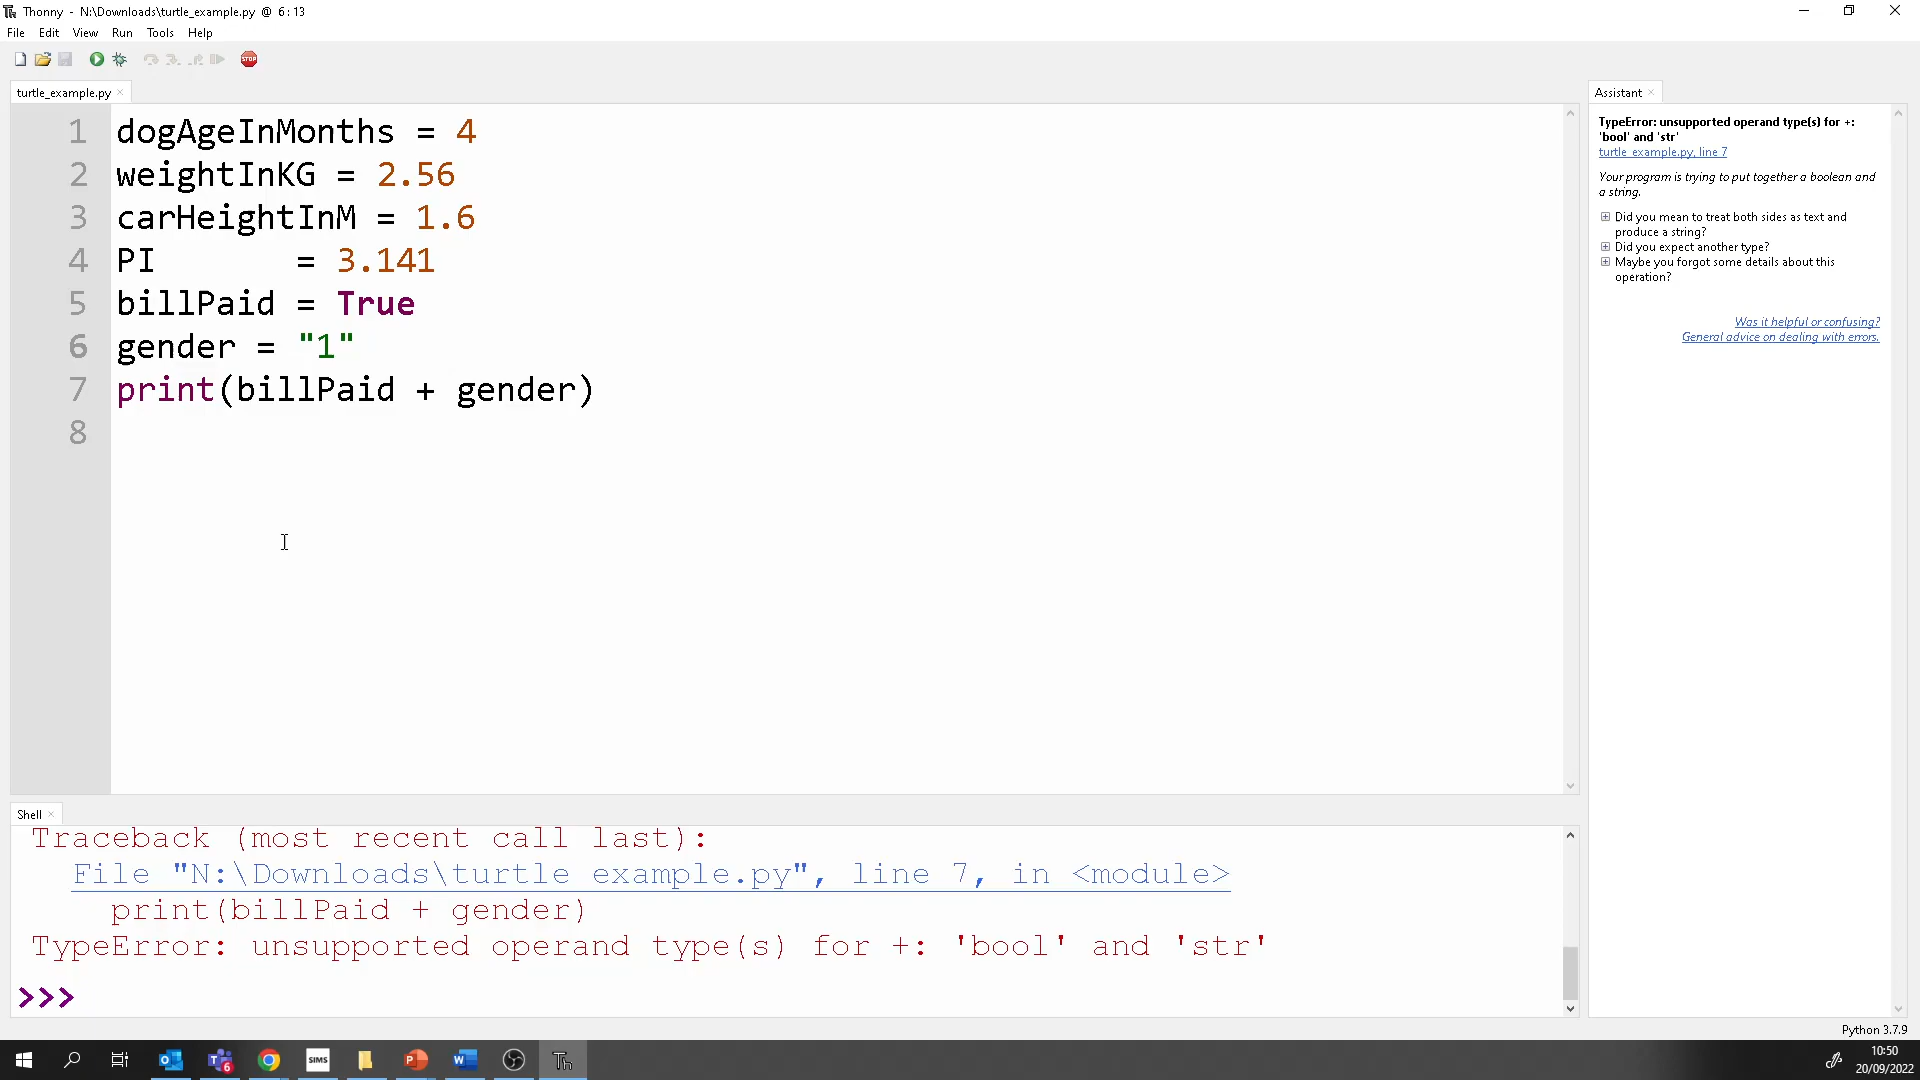 Thonny - N:\Downloads\turtle_example.py @ 6 : 13
File Edit View Run Tools Help
STOP
turtle_example.py ×
1 dogAgeInMonths = 4
2 weightInKG = 2.56
3 carHeightInM = 1.6
4 PI       = 3.141
5 billPaid = True
6 gender = "1"
7 print(billPaid + gender)
8
Assistant ×
TypeError: unsupported operand type(s) for +:
'bool' and 'str'
turtle_example.py, line 7
Your program is trying to put together a boolean and
a string.
Did you mean to treat both sides as text and
produce a string?
Did you expect another type?
Maybe you forgot some details about this
operation?
Was it helpful or confusing?
General advice on dealing with errors.
Shell ×
Traceback (most recent call last):
File "N:\Downloads\turtle_example.py", line 7, in <module>
print(billPaid + gender)
TypeError: unsupported operand type(s) for +: 'bool' and 'str'
>>>
Python 3.7.9
SIMS
6
10:50
20/09/2022